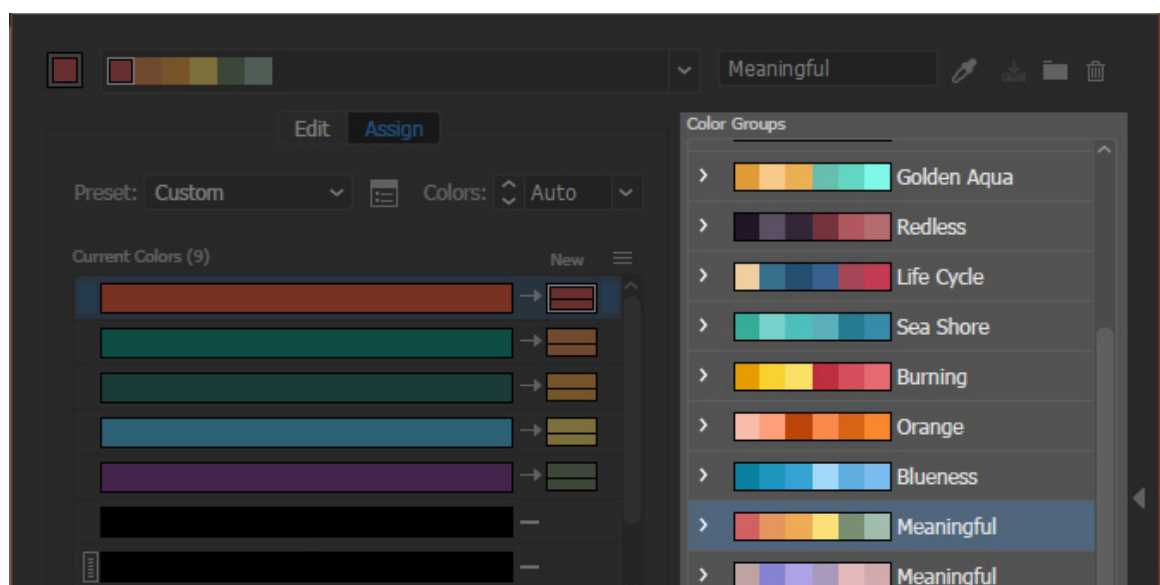 Meaningful
Edit Assign
Color Groups
Preset: Custom Colors: Auto
Current Colors (9) New
Golden Aqua
Redless
Life Cycle
Sea Shore
Burning
Orange
Blueness
Meaningful
Meaningful